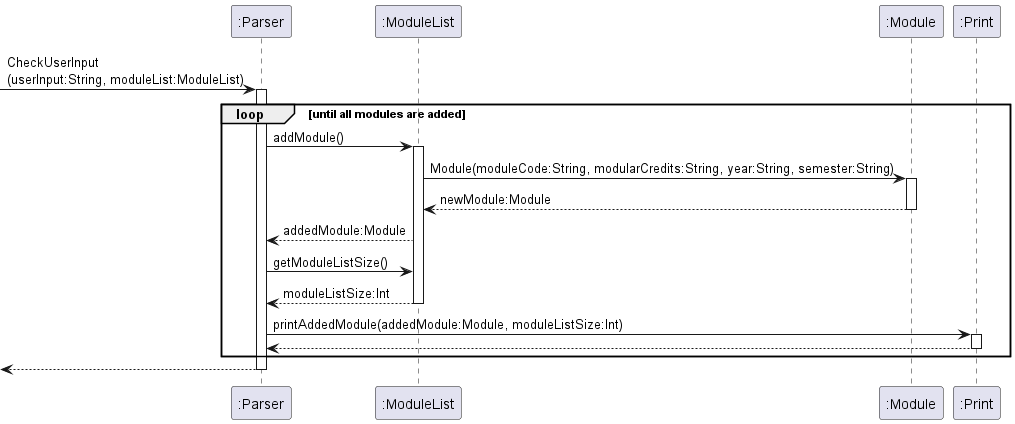 :Parser
:ModuleList
:Module
:Print
CheckUserInput
(userInput:String, moduleList:ModuleList)
loop
[until all modules are added]
addModule()
Module(moduleCode:String, modularCredits:String, year:String, semester:String)
newModule:Module
addedModule:Module
getModuleListSize()
moduleListSize:Int
printAddedModule(addedModule:Module, moduleListSize:Int)
:Parser
:ModuleList
:Module
:Print